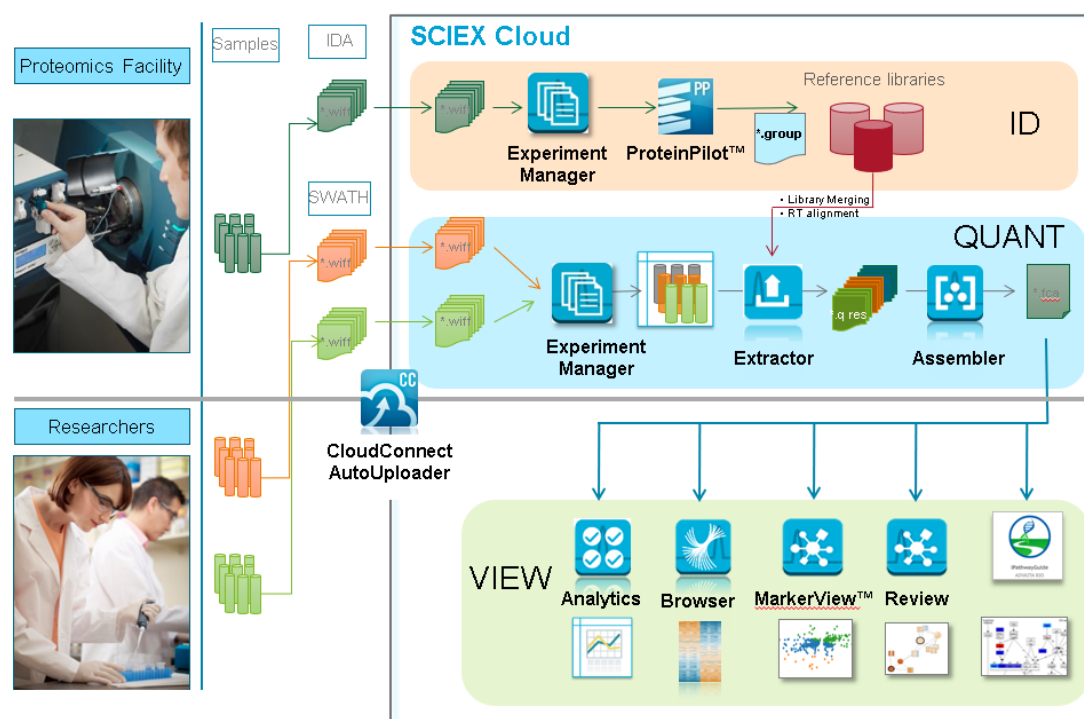 SCIEX Cloud
Proteomics Facility
Samples
IDA
*.wiff
*.wiff
Experiment
Manager
PP
ProteinPilot™
*.group
Reference libraries
ID
SWATH
• Library Merging
• RT alignment
QUANT
*.wiff
*.wiff
*.wiff
*.wiff
Experiment
Manager
Extractor
*.q res
Assembler
*.fca
CC
CloudConnect
AutoUploader
Researchers
VIEW
Analytics
Browser
MarkerView™
Review
iPathwayGuide